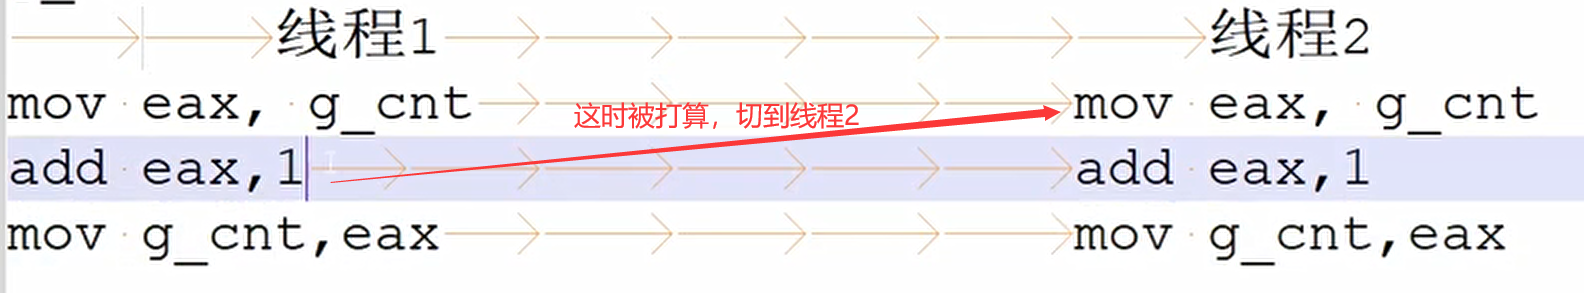 线程1 线程2
mov eax, g_cnt 这时被打算，切到线程2 mov eax, g_cnt
add eax,1 add eax,1
mov g_cnt,eax mov g_cnt,eax